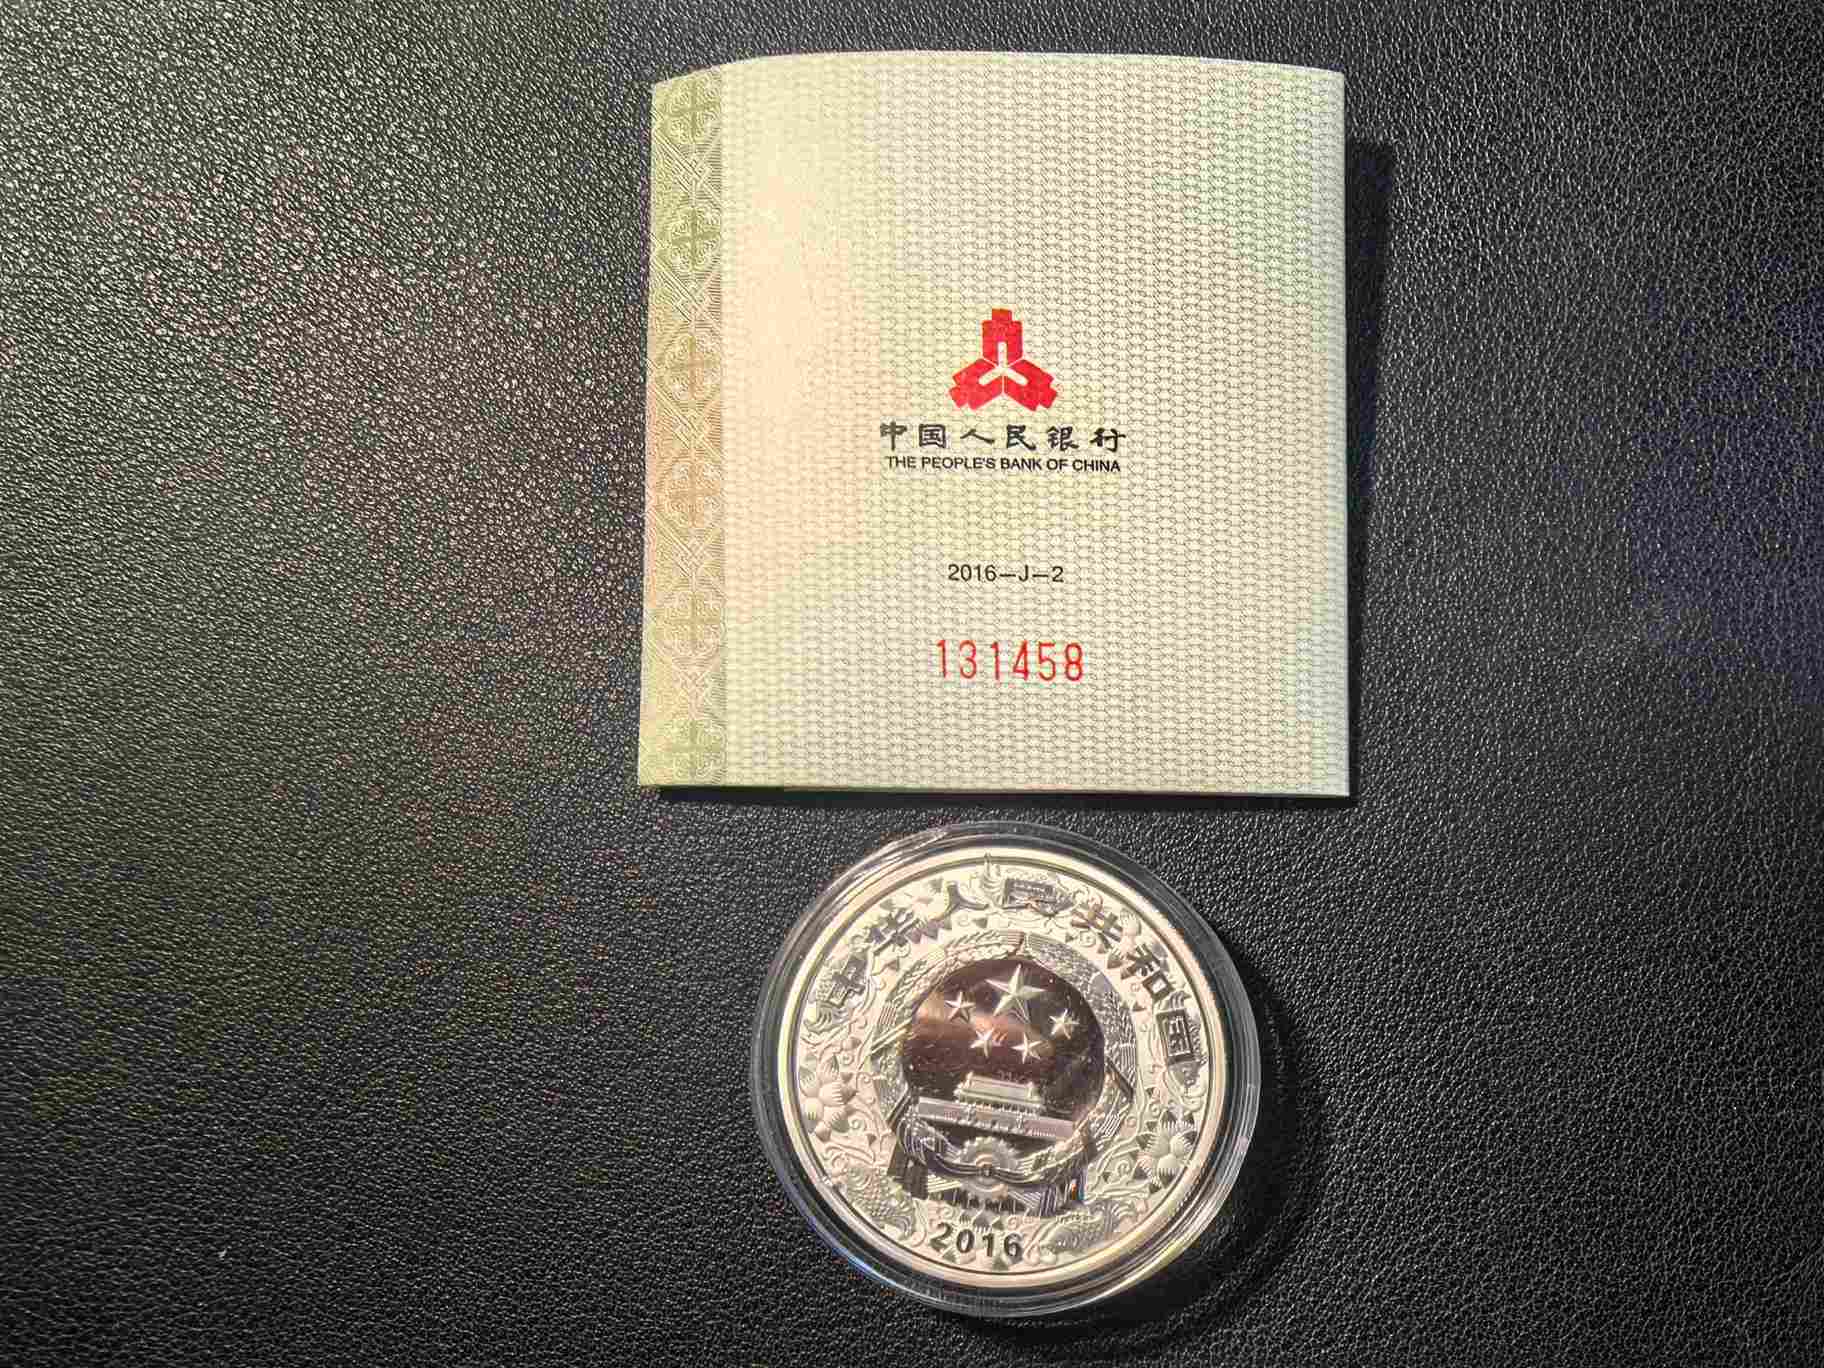 中国人民银行
THE PEOPLE'S BANK OF CHINA
2016—J—2
131458
中华人民共和国
2016